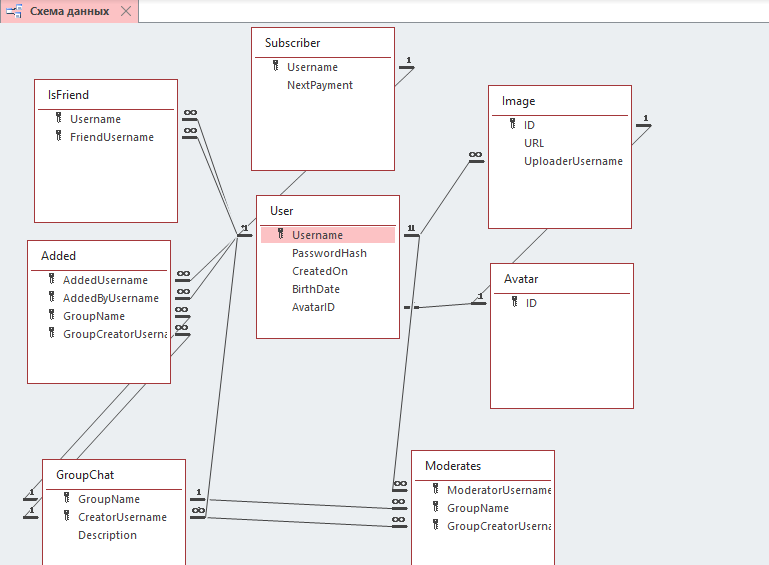 Схема данных
Subscriber
Username
NextPayment
1
IsFriend
Username
FriendUsername
∞
∞
Image
ID
URL
UploaderUsername
1
∞
User
Username
PasswordHash
CreatedOn
BirthDate
AvatarID
1
Added
AddedUsername
AddedByUsername
GroupName
GroupCreatorUserna
∞
∞
∞
∞
Avatar
ID
1
GroupChat
GroupName
CreatorUsername
Description
1
1
1
∞
Moderates
ModeratorUsername
GroupName
GroupCreatorUserna
∞
∞
∞